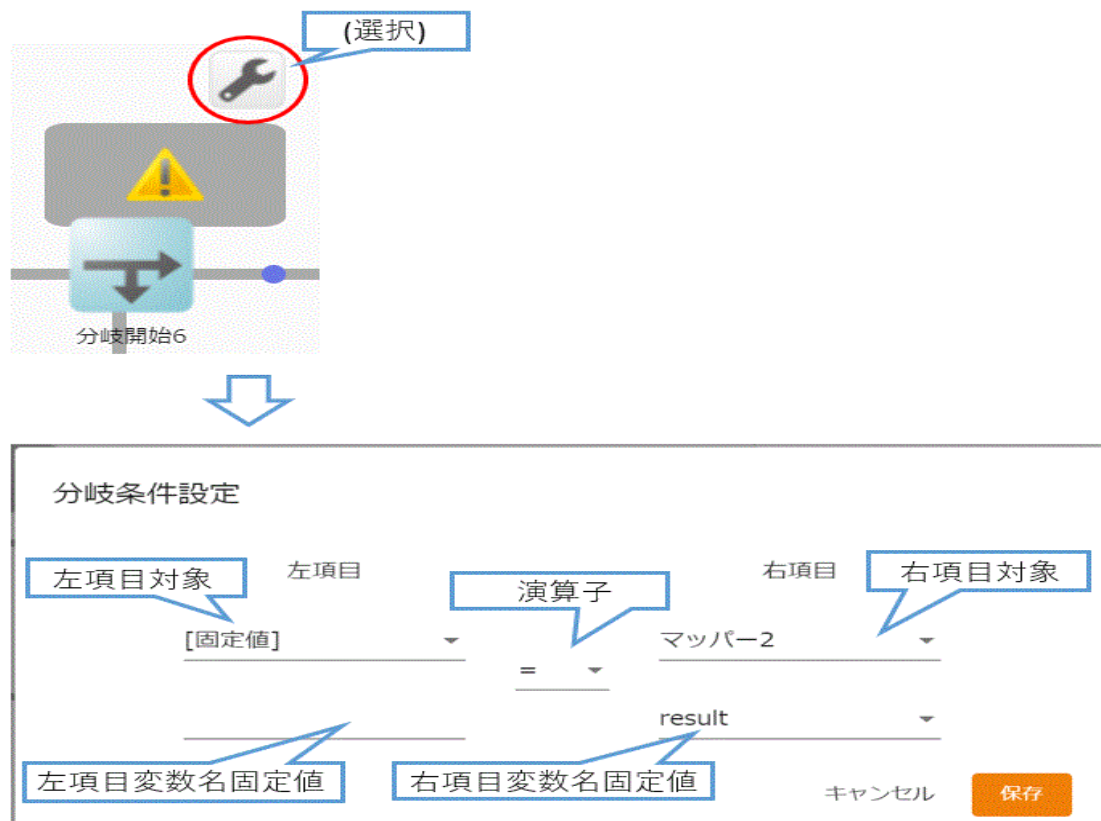 (選択)
分岐開始6
分岐条件設定
左項目対象
左項目
演算子
右項目
右項目対象
[固定値]
=
マッパー2
result
左項目変数名固定値
右項目変数名固定値
キャンセル
保存